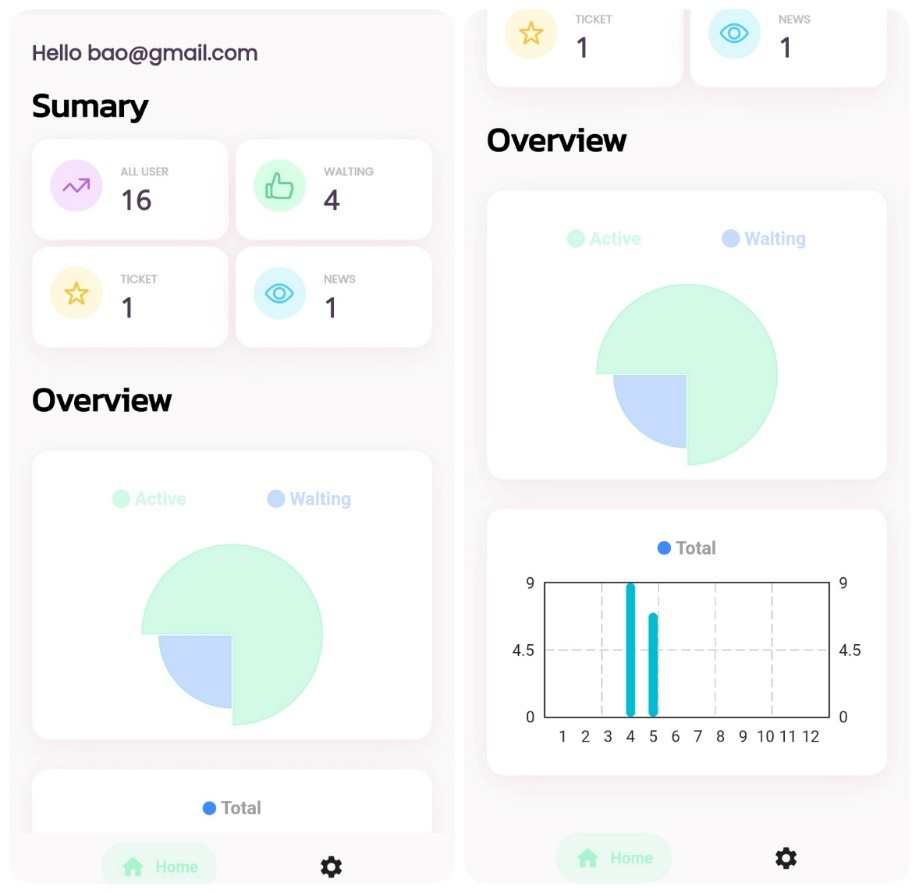 Hello bao@gmail.com
Sumary
ALL USER
16
WALTING
4
TICKET
1
NEWS
1
Overview
Active
Walting
Total
Home
TICKET
1
NEWS
1
Overview
Active
Walting
Total
9 9
4.5 4.5
0 0
1 2 3 4 5 6 7 8 9 10 11 12
Home